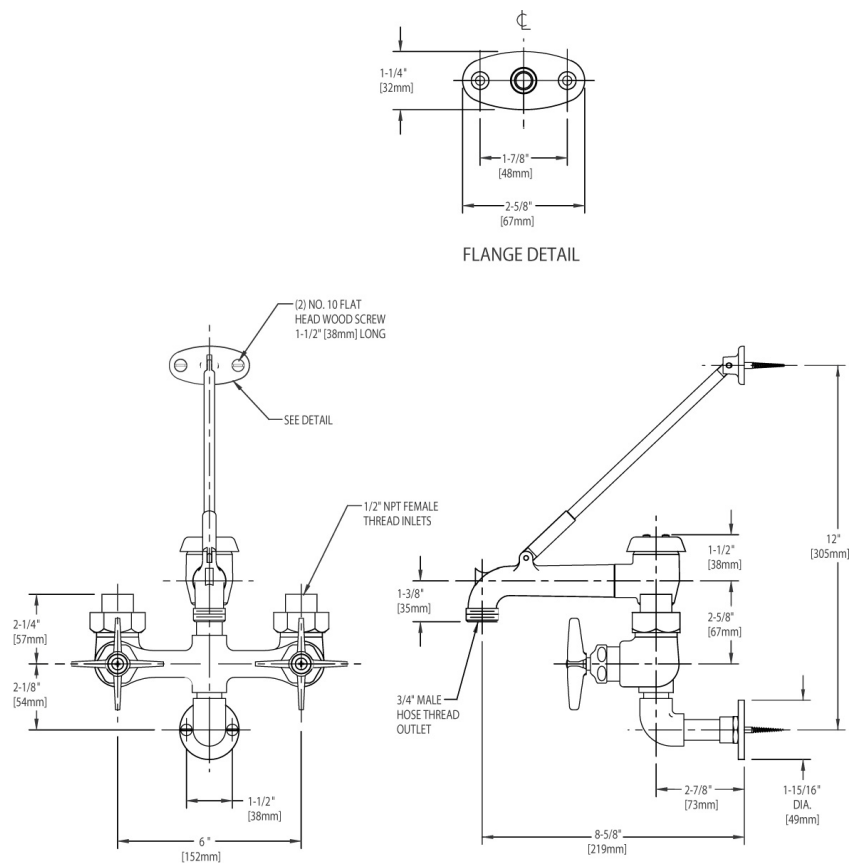 ℄
1-1/4"
[32mm]
1-7/8"
[48mm]
2-5/8"
[67mm]
FLANGE DETAIL
(2) NO. 10 FLAT
HEAD WOOD SCREW
1-1/2" [38mm] LONG
SEE DETAIL
1/2" NPT FEMALE
THREAD INLETS
2-1/4"
[57mm]
2-1/8"
[54mm]
1-1/2"
[38mm]
6"
[152mm]
1-3/8"
[35mm]
3/4" MALE
HOSE THREAD
OUTLET
1-1/2"
[38mm]
2-5/8"
[67mm]
12"
[305mm]
2-7/8"
[73mm]
1-15/16"
DIA.
[49mm]
8-5/8"
[219mm]